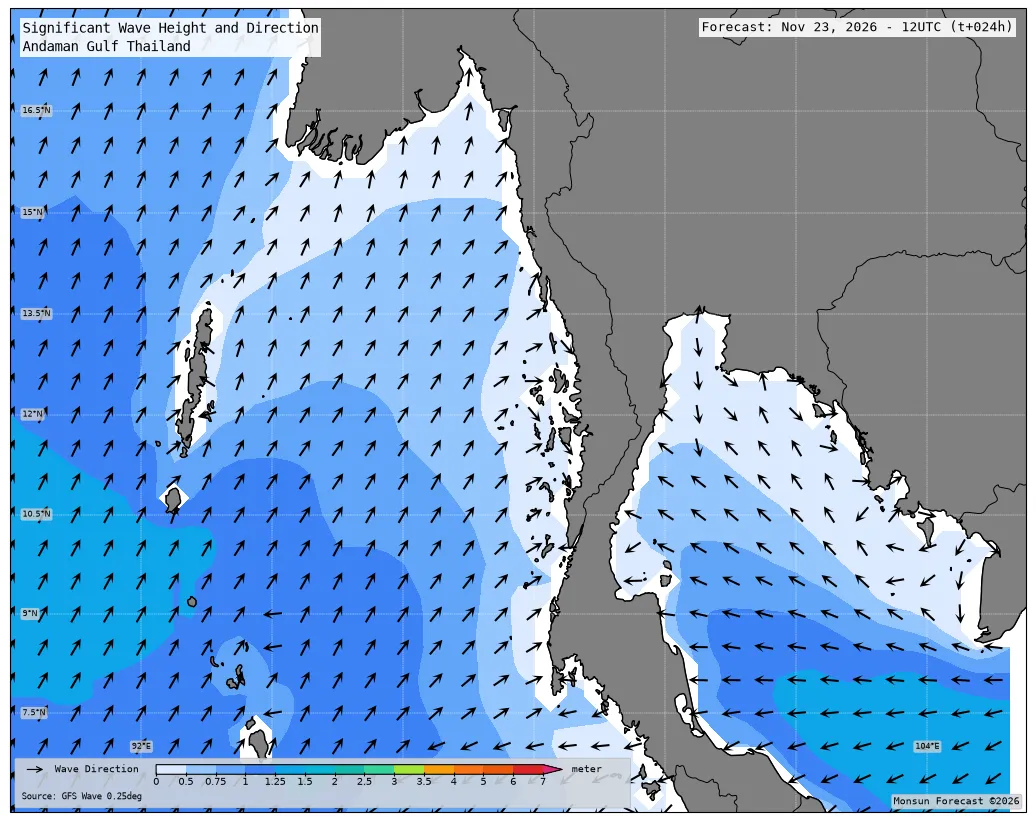 Significant Wave Height and Direction
Andaman Gulf Thailand
Forecast: Nov 23, 2026 - 12UTC (t+024h)
16.5°N
15°N
13.5°N
12°N
10.5°N
9°N
7.5°N
92°E
104°E
Wave Direction
0.5 0.75 1 1.25 1.5 2 2.5 3 3.5 4 5 6 7
meter
Source: GFS Wave 0.25deg
Monsun Forecast ©2026